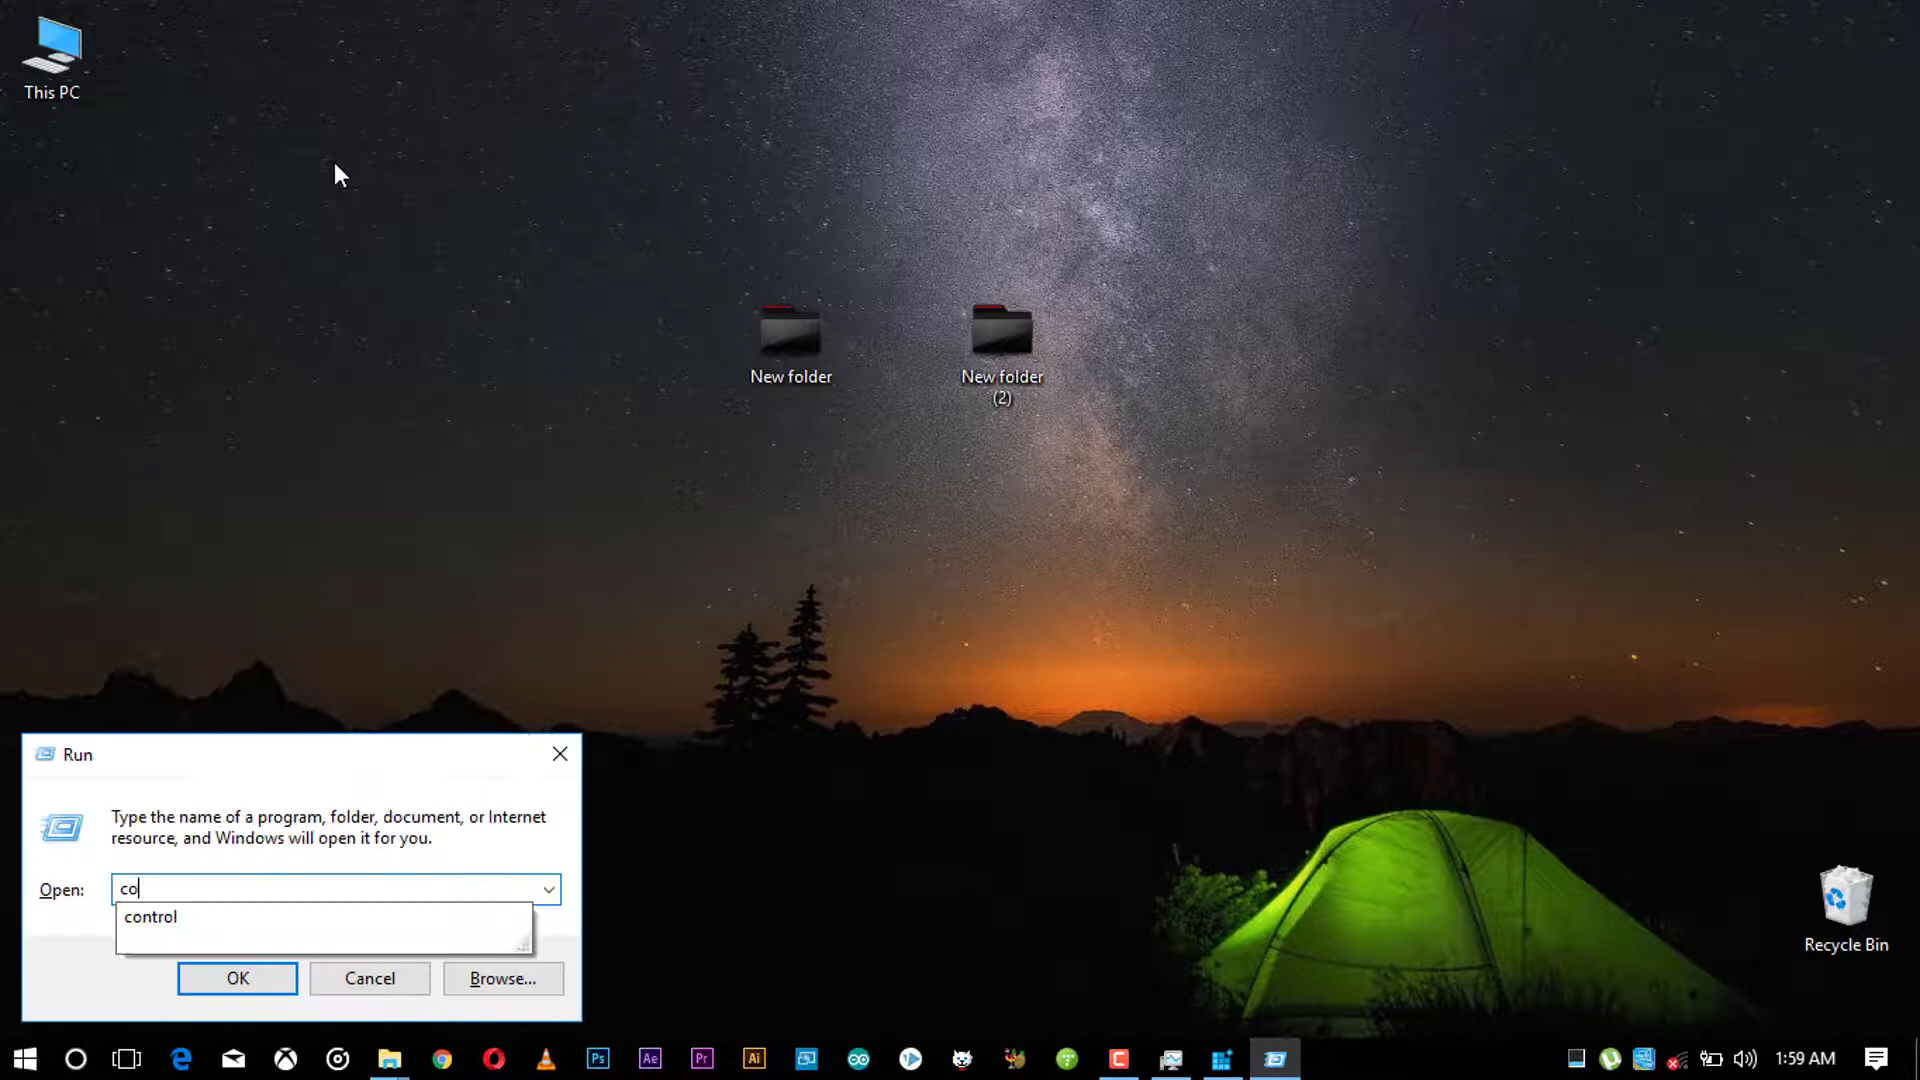 This PC
New folder
New folder
(2)
Run
Type the name of a program, folder, document, or Internet
resource, and Windows will open it for you.
Open:
co
control
OK
Cancel
Browse...
Recycle Bin
Ps
Ae
Pr
Ai
1:59 AM